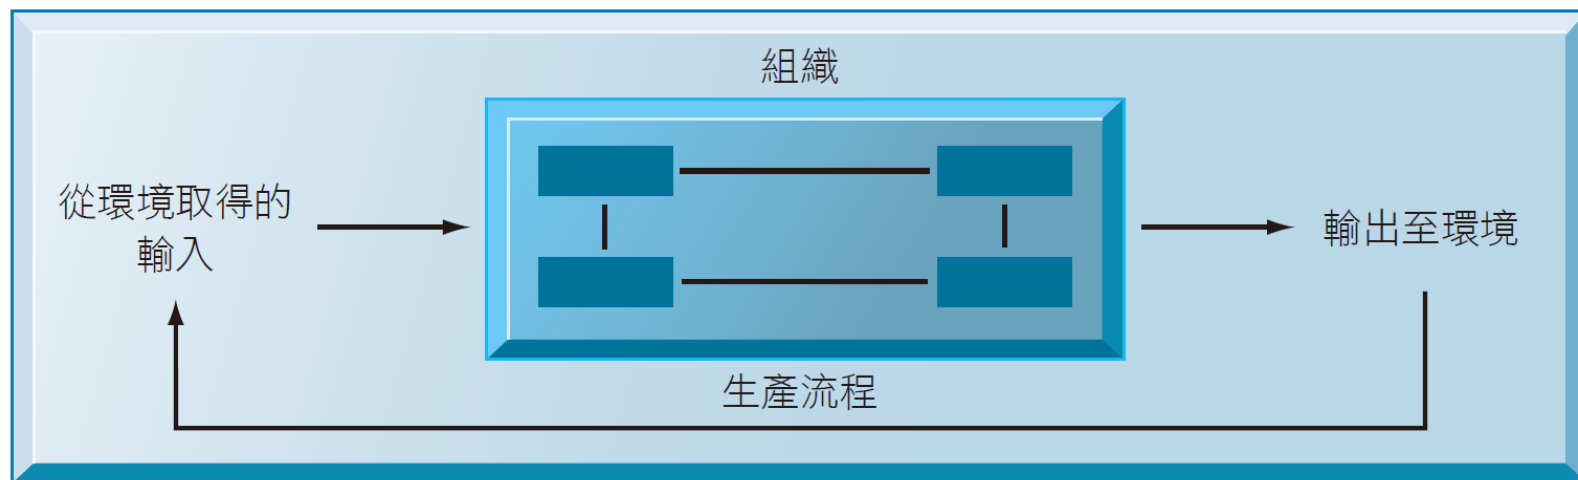 組織
從環境取得的
輸入
輸出至環境
生產流程